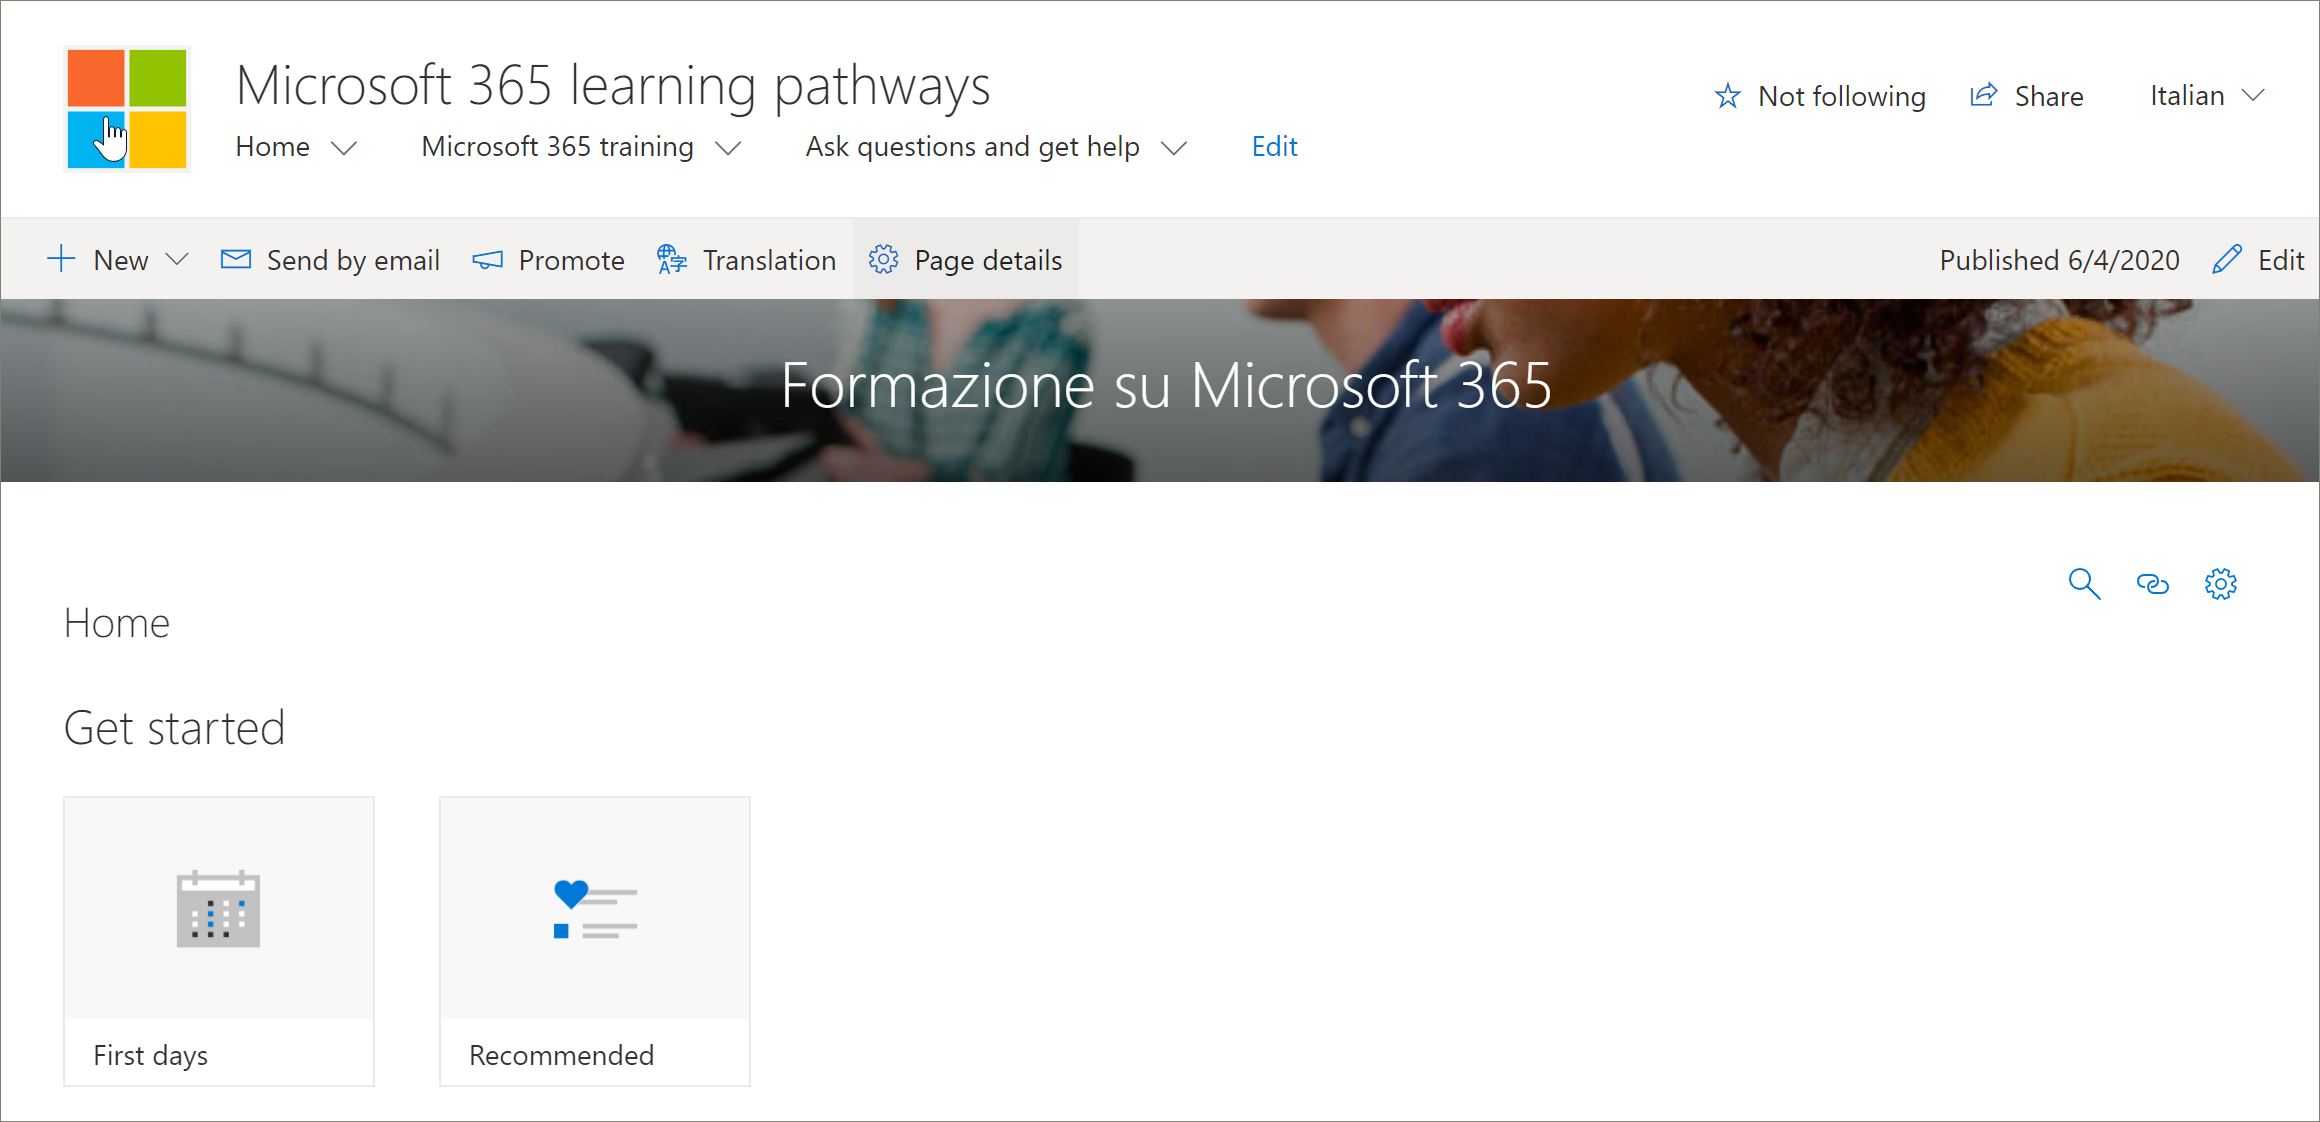 Microsoft 365 learning pathways
Not following Share Italian
Home Microsoft 365 training Ask questions and get help Edit
New Send by email Promote Translation Page details Published 6/4/2020 Edit
Formazione su Microsoft 365
Home
Get started
First days Recommended